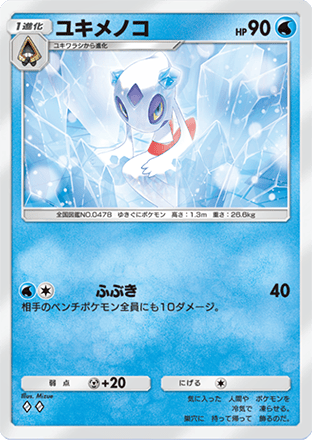 1進化
ユキメノコ
HP 90
ユキワラシから進化
全国図鑑NO.0478 ゆきぐにポケモン 高さ:1.3m 重さ:26.6kg
ふぶき 40
相手のベンチポケモン全員にも10ダメージ。
弱点 +20 にげる
Illus. Mizue
気に入った 人間や ポケモンを
冷気で 凍らせる。
巣穴に 持って帰って 飾るのだ。